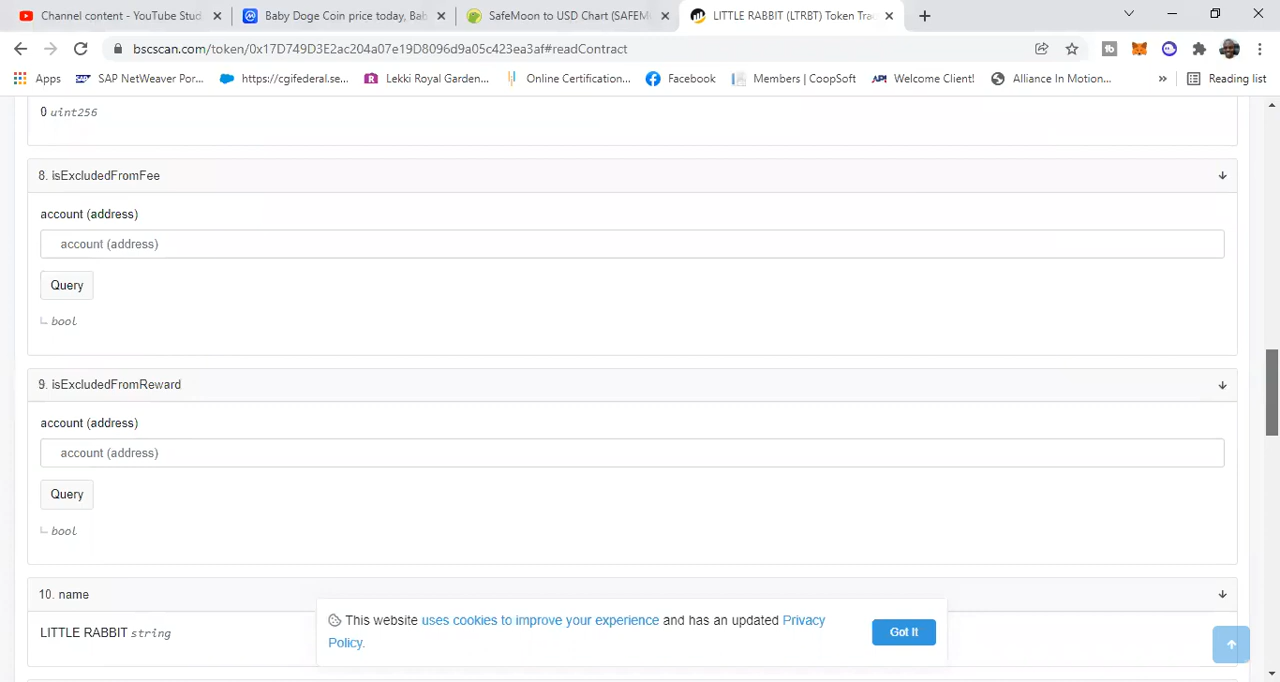 Channel content - YouTube Stud
Baby Doge Coin price today, Bab
SafeMoon to USD Chart (SAFEM
LITTLE RABBIT (LTRBT) Token Trac
bscscan.com/token/0x17D749D3E2ac204a07e19D8096d9a05c423ea3af#readContract
Apps
SAP NetWeaver Por...
https://oenfederal.se...
Lekki Royal Garden...
Online Certification...
Facebook
Members | CoopSoft
API
Welcome Client!
Alliance In Motion...
»
Reading list
0 uint256
8. isExcludedFromFee
account (address)
account (address)
Query
bool
9. isExcludedFromReward
account (address)
account (address)
Query
bool
10. name
LITTLE RABBIT string
This website uses cookies to improve your experience and has an updated Privacy
Policy.
Got It